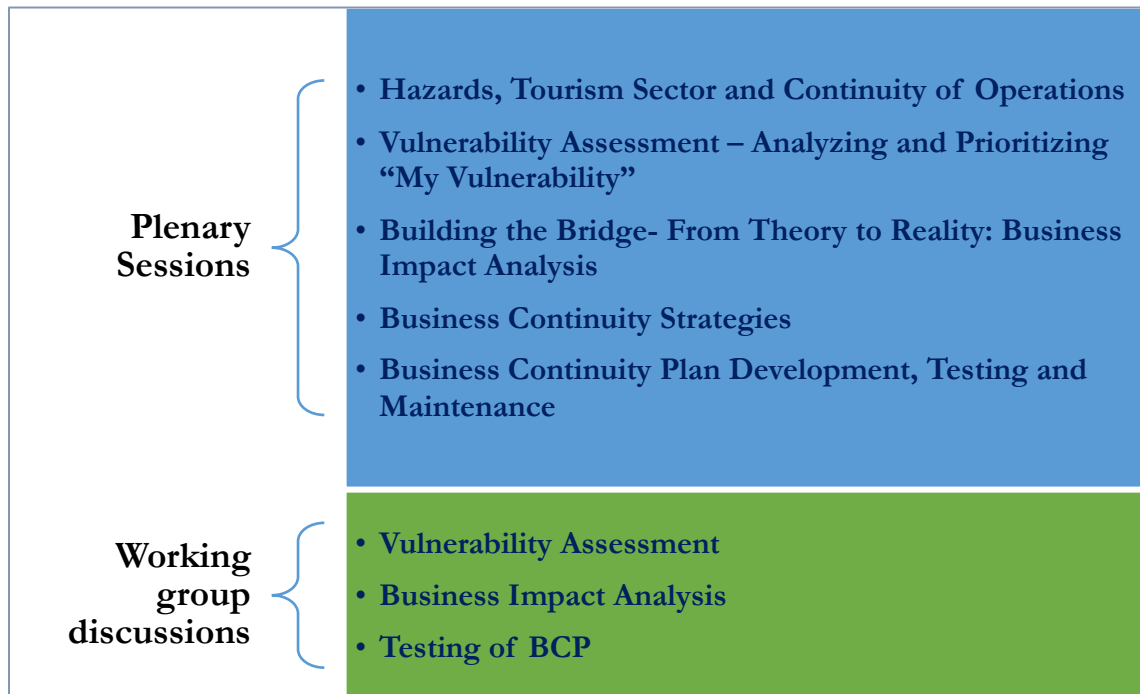 Plenary
Sessions
• Hazards, Tourism Sector and Continuity of Operations
• Vulnerability Assessment – Analyzing and Prioritizing
“My Vulnerability”
• Building the Bridge- From Theory to Reality: Business
Impact Analysis
• Business Continuity Strategies
• Business Continuity Plan Development, Testing and
Maintenance
Working
group
discussions
• Vulnerability Assessment
• Business Impact Analysis
• Testing of BCP